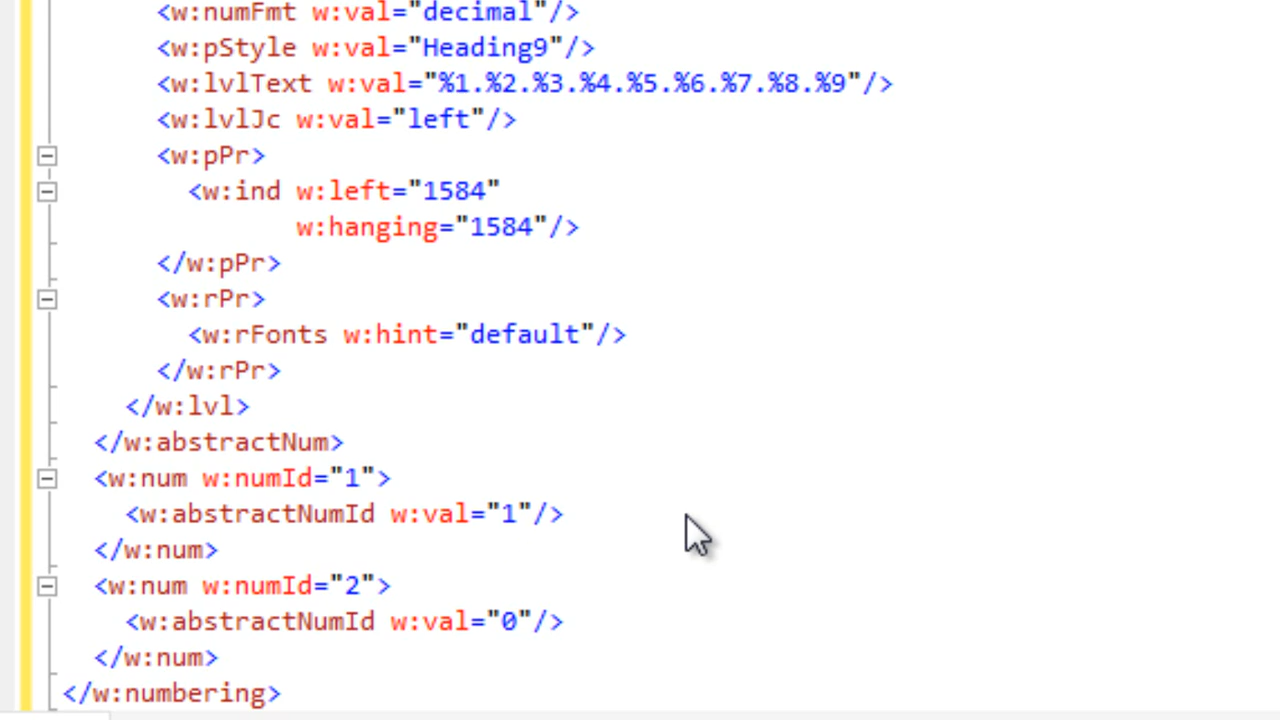 <w:numFmt w:val="decimal"/>
<w:pStyle w:val="Heading9"/>
<w:lvlText w:val="%1.%2.%3.%4.%5.%6.%7.%8.%9"/>
<w:lvlJc w:val="left"/>
<w:pPr>
<w:ind w:left="1584"
w:hanging="1584"/>
</w:pPr>
<w:rPr>
<w:rFonts w:hint="default"/>
</w:rPr>
</w:lvl>
</w:abstractNum>
<w:num w:numId="1">
<w:abstractNumId w:val="1"/>
</w:num>
<w:num w:numId="2">
<w:abstractNumId w:val="0"/>
</w:num>
</w:numbering>